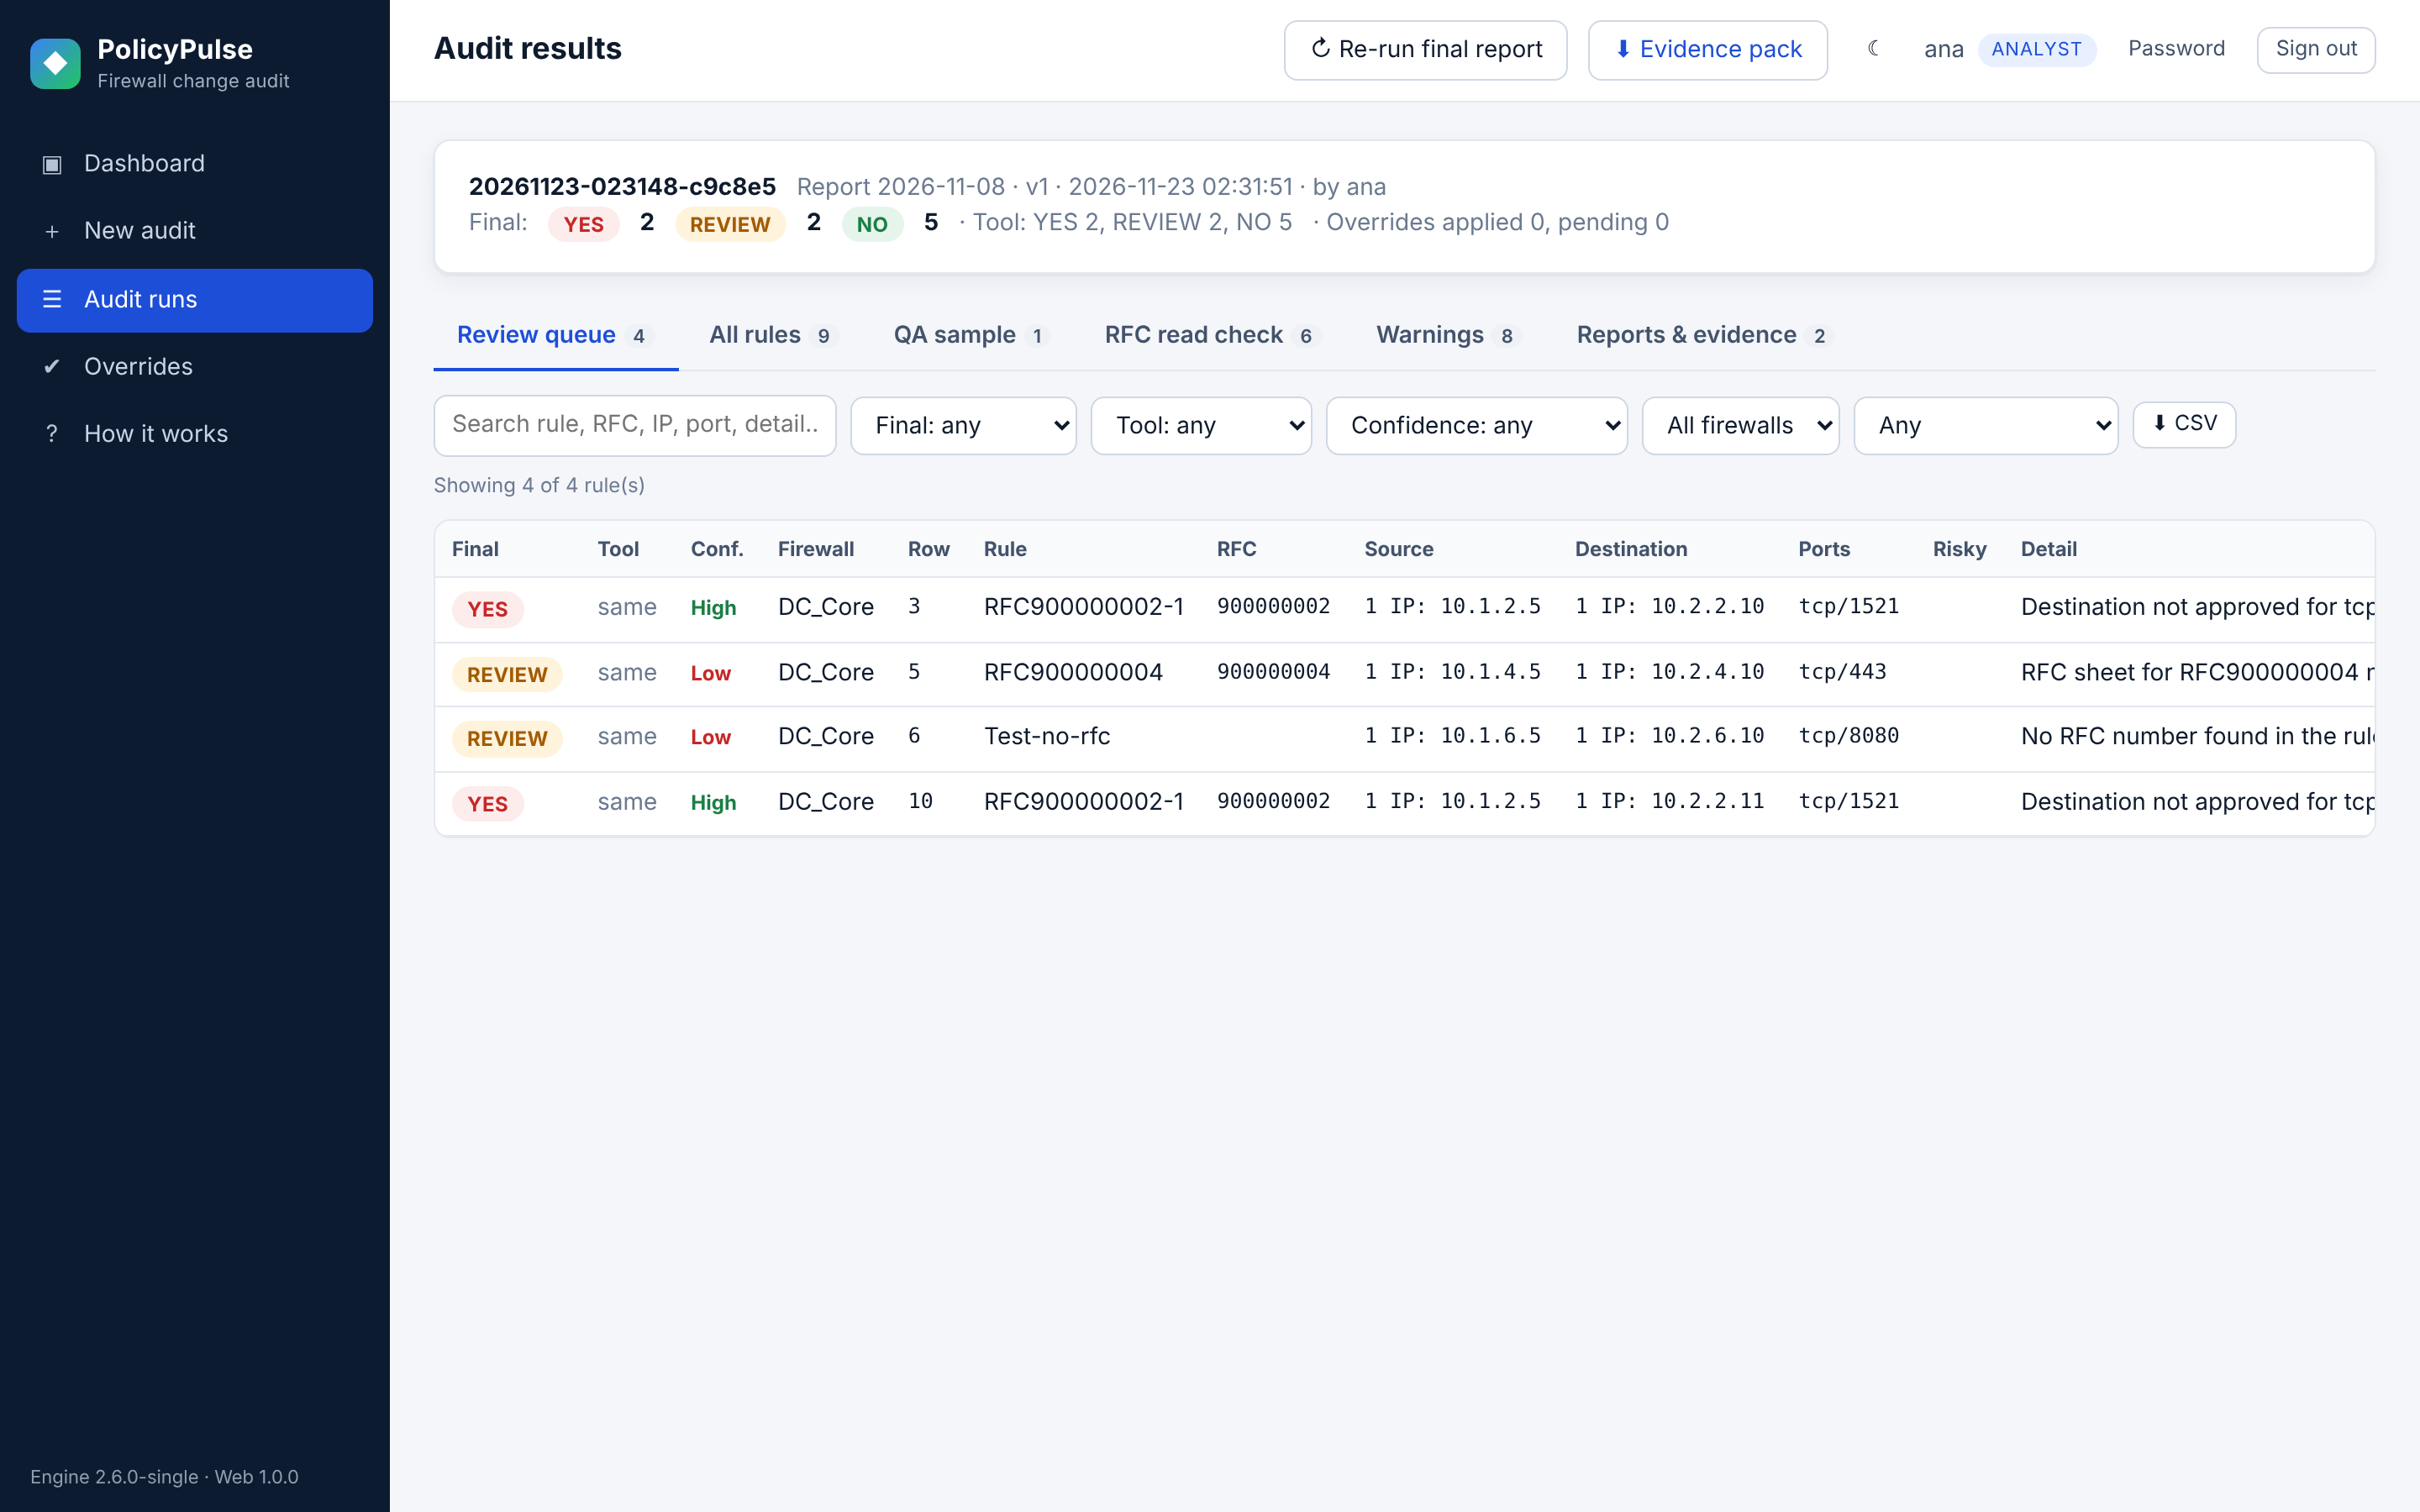 PolicyPulse
Firewall change audit
▣ Dashboard
+ New audit
☰ Audit runs
✔ Overrides
? How it works
Engine 2.6.0-single · Web 1.0.0
Audit results
↻ Re-run final report
⬇ Evidence pack
☾
ana ANALYST
Password
Sign out
20261123-023148-c9c8e5 Report 2026-11-08 · v1 · 2026-11-23 02:31:51 · by ana
Final: YES 2 REVIEW 2 NO 5 · Tool: YES 2, REVIEW 2, NO 5 · Overrides applied 0, pending 0
Review queue 4 All rules 9 QA sample 1 RFC read check 6 Warnings 8 Reports & evidence 2
Search rule, RFC, IP, port, detail.. Final: any Tool: any Confidence: any All firewalls Any ⬇ CSV
Showing 4 of 4 rule(s)
Final Tool Conf. Firewall Row Rule RFC Source Destination Ports Risky Detail
YES same High DC_Core 3 RFC900000002-1 900000002 1 IP: 10.1.2.5 1 IP: 10.2.2.10 tcp/1521 Destination not approved for tcp
REVIEW same Low DC_Core 5 RFC900000004 900000004 1 IP: 10.1.4.5 1 IP: 10.2.4.10 tcp/443 RFC sheet for RFC900000004
REVIEW same Low DC_Core 6 Test-no-rfc 1 IP: 10.1.6.5 1 IP: 10.2.6.10 tcp/8080 No RFC number found in the
YES same High DC_Core 10 RFC900000002-1 900000002 1 IP: 10.1.2.5 1 IP: 10.2.2.11 tcp/1521 Destination not approved for tcp